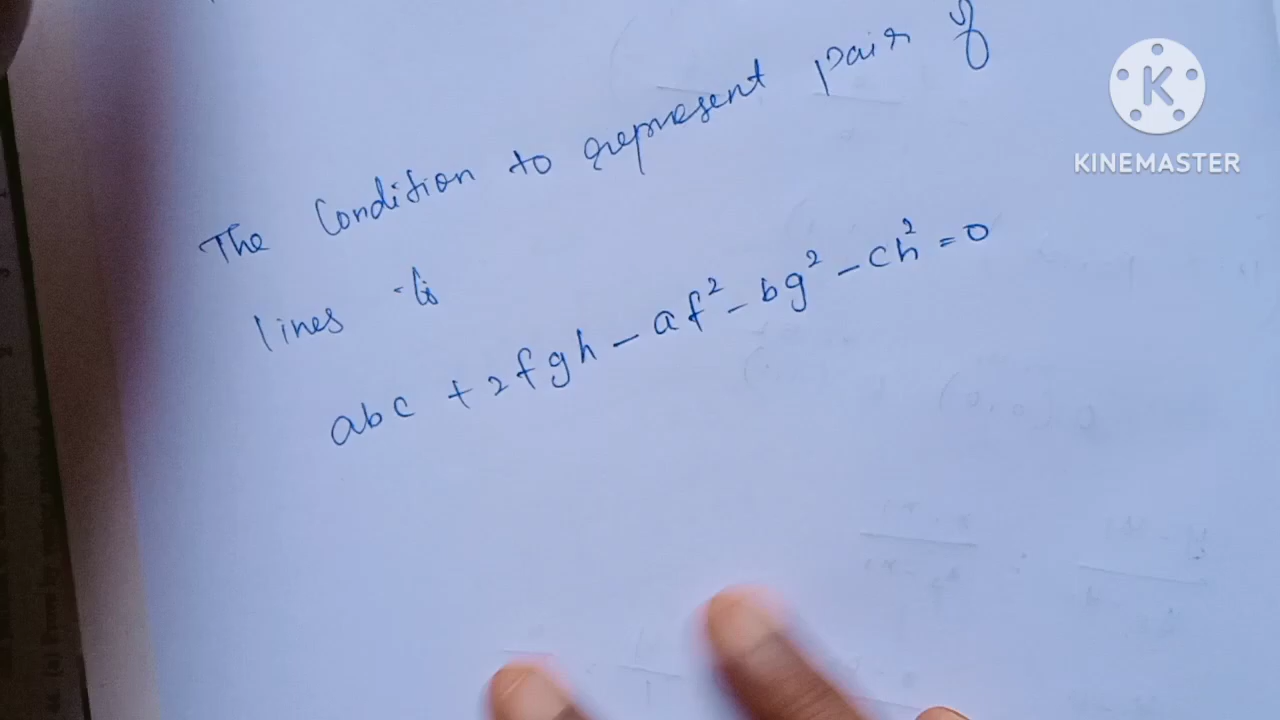 The Condition to represent pair of
lines is
abc + 2fgh - af² - bg² - ch² = 0
K
KINEMASTER